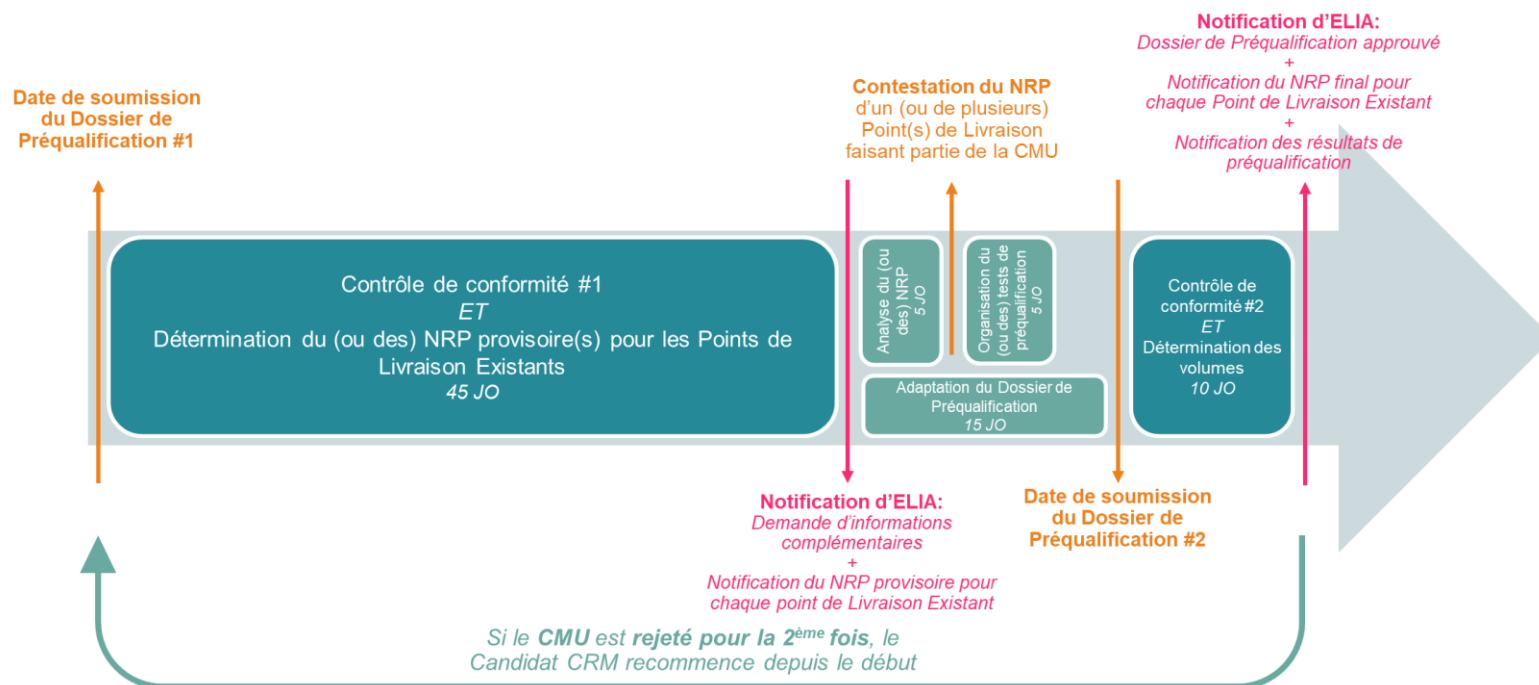 Date de soumission
du Dossier de
Préqualification #1
Contrôle de conformité #1
ET
Détermination du (ou des) NRP provisoire(s) pour les Points de
Livraison Existants
45 JO
Notification d'ELIA:
Demande d'informations
complémentaires
+
Notification du NRP provisoire pour
chaque point de Livraison Existant
Analyse du (ou
des) NRP
5 JO
Contestation du NRP
d'un (ou de plusieurs)
Point(s) de Livraison
faisant partie de la CMU
Organisation du
(ou des) tests de
préqualification
5 JO
Adaptation du Dossier de
Préqualification
15 JO
Date de soumission
du Dossier de
Préqualification #2
Contrôle de
conformité #2
ET
Détermination des
volumes
10 JO
Notification d'ELIA:
Dossier de Préqualification approuvé
+
Notification du NRP final pour
chaque Point de Livraison Existant
+
Notification des résultats de
préqualification
Si le CMU est rejeté pour la 2ème fois, le
Candidat CRM recommence depuis le début